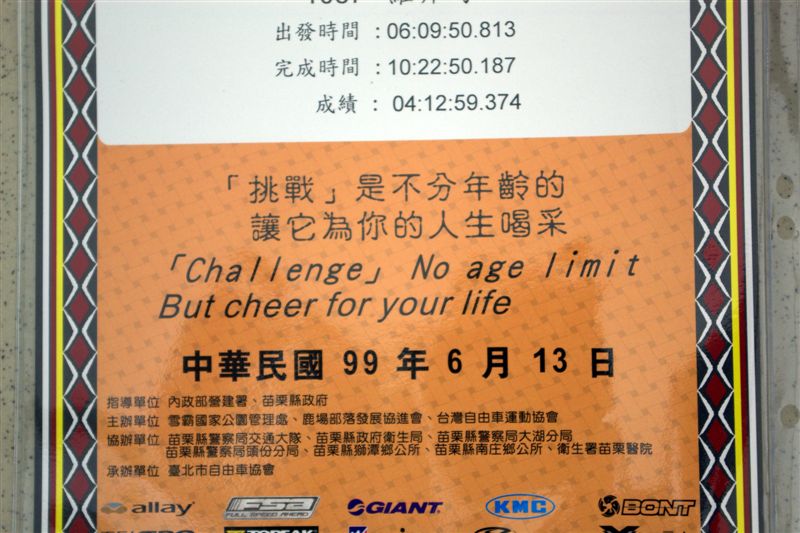 出發時間 : 06:09:50.813
完成時間 : 10:22:50.187
成績 : 04:12:59.374
「挑戰」是不分年齡的
讓它為你的人生喝采
「Challenge」 No age limit
But cheer for your life
中華民國 99 年 6 月 13 日
指導單位 內政部營建署、苗栗縣政府
主辦單位 雪霸國家公園管理處、鹿場部落發展協進會、台灣自由車運動協會
協辦單位 苗栗縣警察局交通大隊、苗栗縣政府衛生局、苗栗縣警察局大湖分局
苗栗縣警察局頭份分局、苗栗縣獅潭鄉公所、苗栗縣南庄鄉公所、衛生署苗栗醫院
承辦單位 臺北市自由車協會
allay FSA GIANT KMC BONT
FULL SPEED AHEAD
TOPEAK